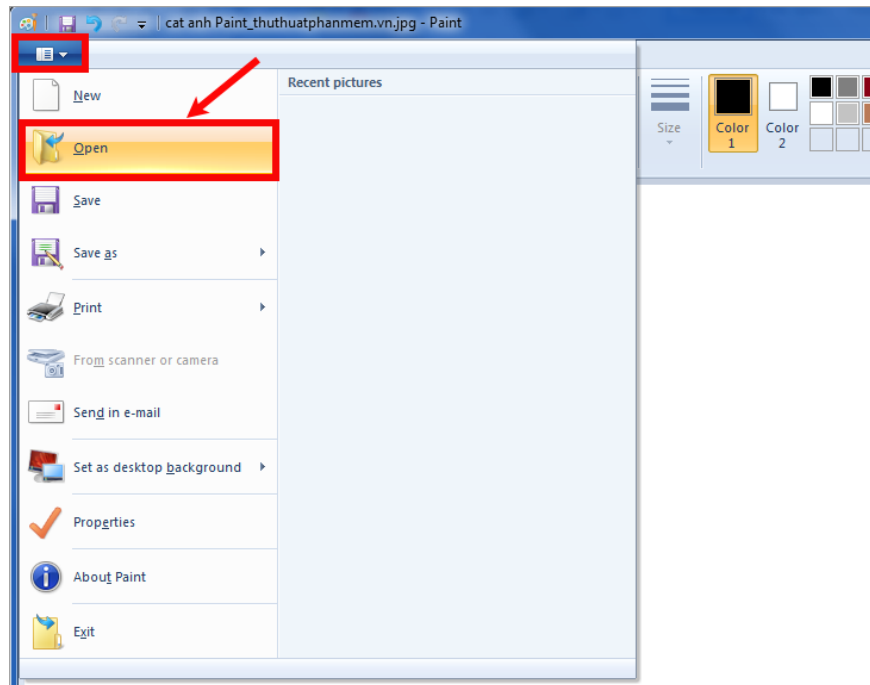 cat anh Paint_thuthuatphanmem.vn.jpg - Paint
Recent pictures
New
Open
Save
Save as
Print
From scanner or camera
Send in e-mail
Set as desktop background
Properties
About Paint
Exit
Size
Color 1
Color 2